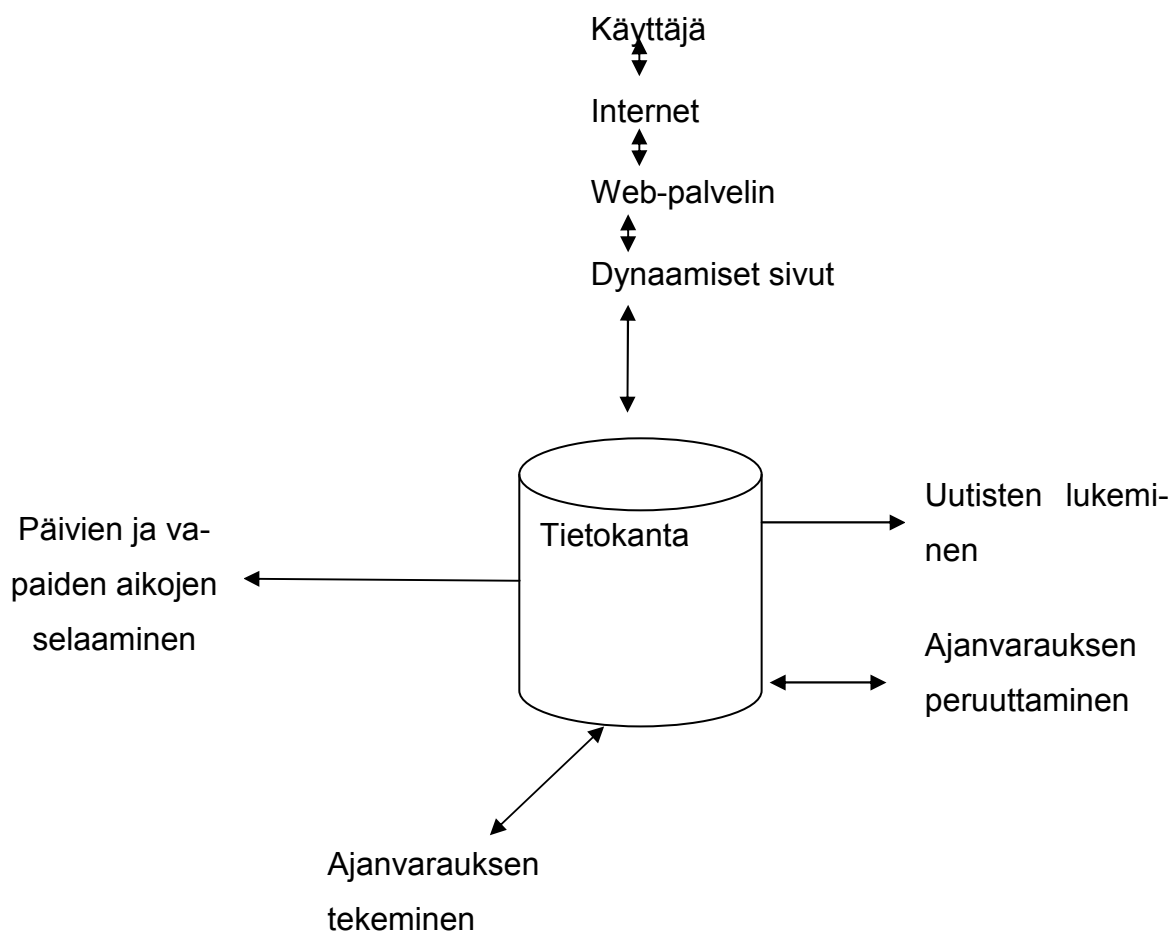 Käyttäjä
Internet
Web-palvelin
Dynaamiset sivut
Tietokanta
Päivien ja va-
paiden aikojen
selaaminen
Uutisten lukemi-
nen
Ajanvarauksen
peruuttaminen
Ajanvarauksen
tekeminen